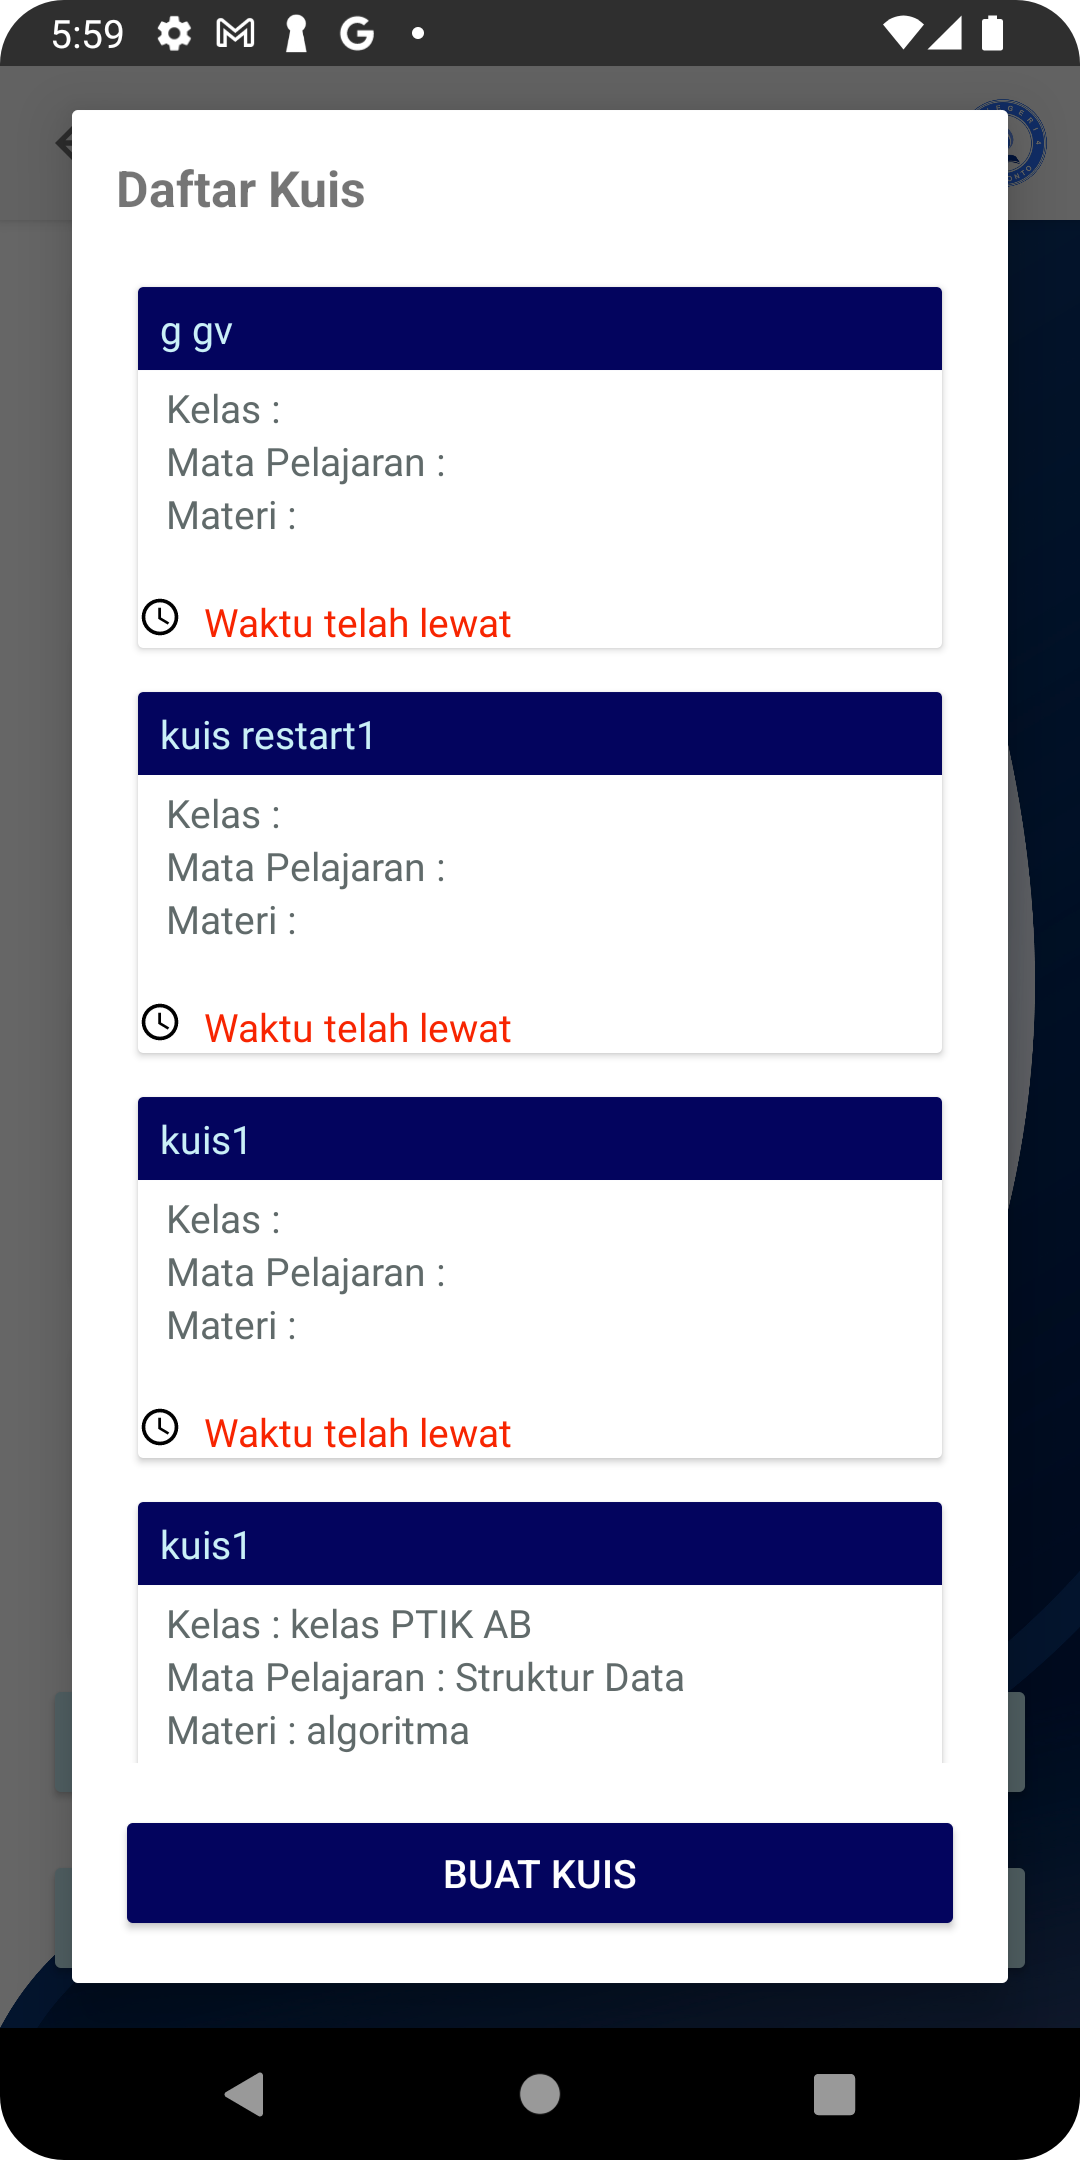 5:59
Daftar Kuis
g gv
Kelas :
Mata Pelajaran :
Materi :
Waktu telah lewat
kuis restart1
Kelas :
Mata Pelajaran :
Materi :
Waktu telah lewat
kuis1
Kelas :
Mata Pelajaran :
Materi :
Waktu telah lewat
kuis1
Kelas : kelas PTIK AB
Mata Pelajaran : Struktur Data
Materi : algoritma
BUAT KUIS